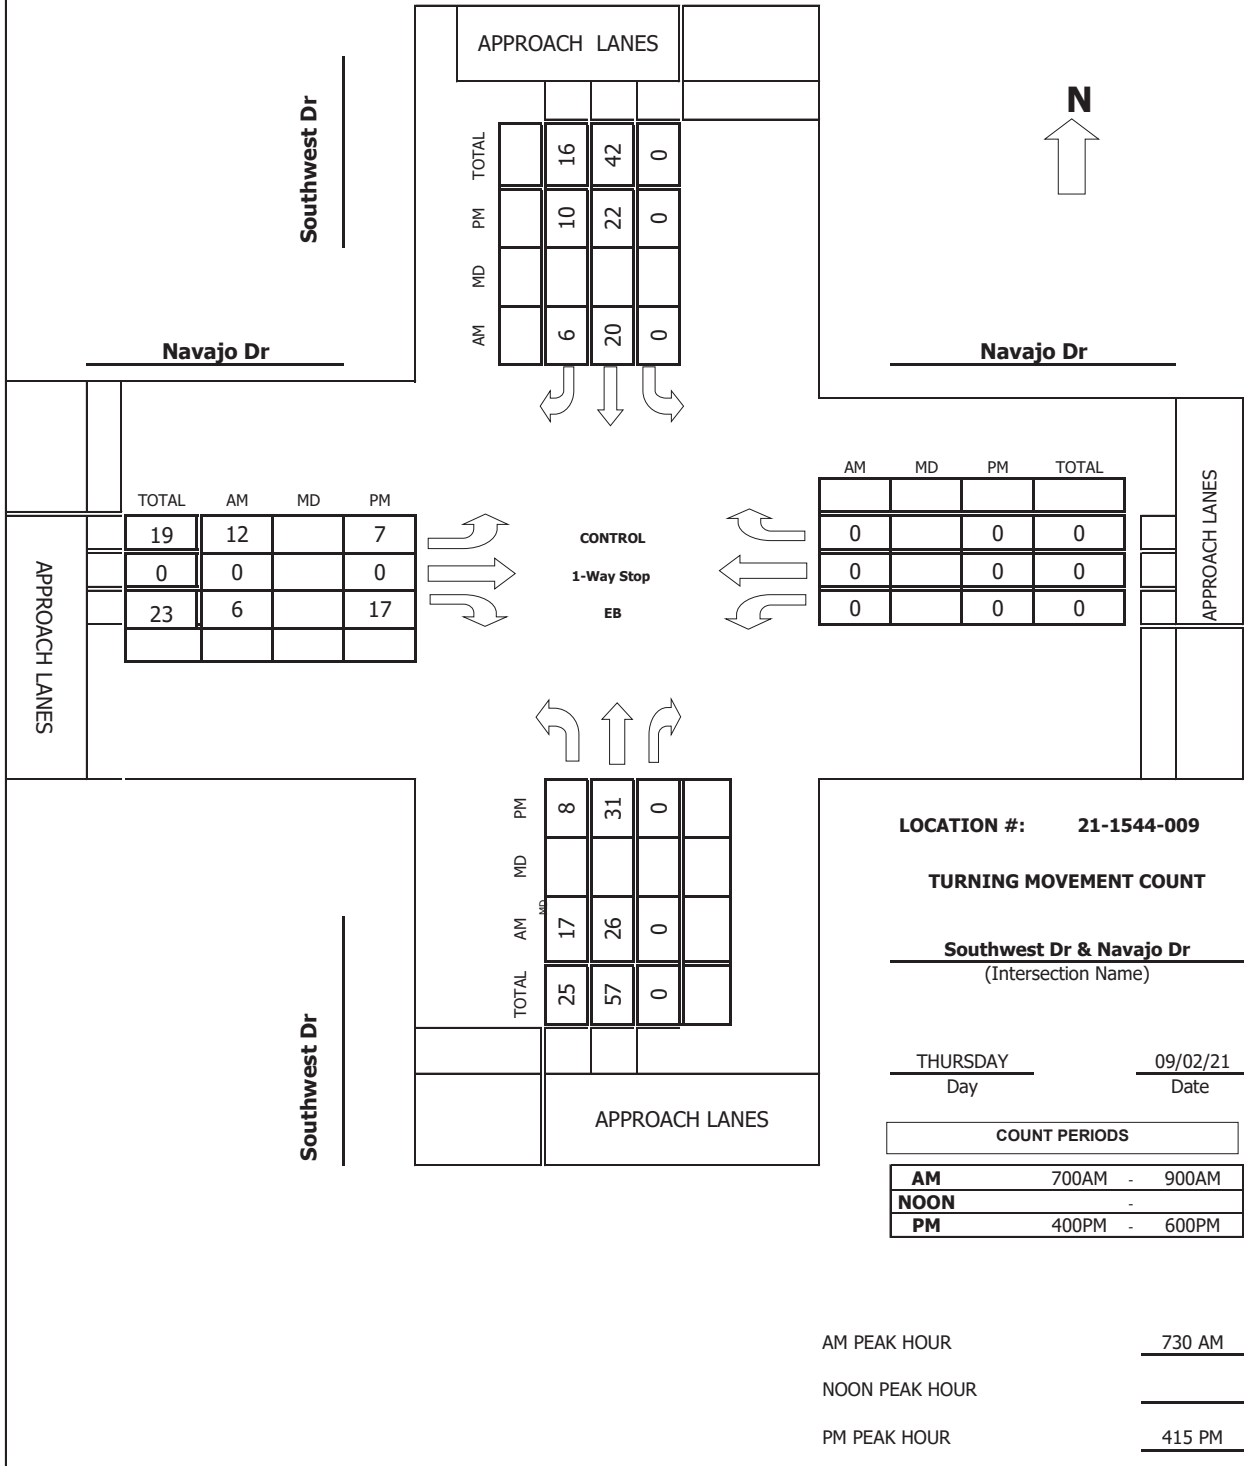 APPROACH LANES
N
Southwest Dr
TOTAL 16 42 0
PM 10 22 0
MD
AM 6 20 0
Navajo Dr
Navajo Dr
AM MD PM TOTAL
0 0 0
0 0 0
0 0 0
APPROACH LANES
TOTAL AM MD PM
19 12 7
0 0 0
23 6 17
APPROACH LANES
CONTROL
1-Way Stop
EB
PM 8 31 0
MD
MD
AM 17 26 0
TOTAL 25 57 0
Southwest Dr
APPROACH LANES
LOCATION #: 21-1544-009
TURNING MOVEMENT COUNT
Southwest Dr & Navajo Dr
(Intersection Name)
THURSDAY 09/02/21
Day Date
COUNT PERIODS
AM 700AM - 900AM
NOON -
PM 400PM - 600PM
AM PEAK HOUR 730 AM
NOON PEAK HOUR
PM PEAK HOUR 415 PM